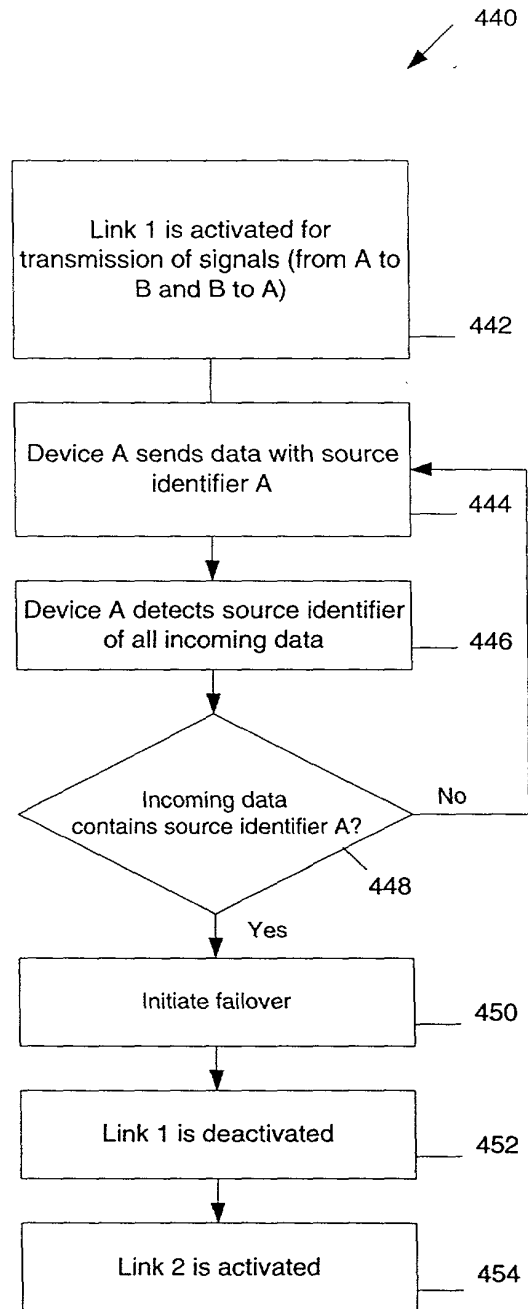 440
Link 1 is activated for
transmission of signals (from A to
B and B to A)
442
Device A sends data with source
identifier A
444
Device A detects source identifier
of all incoming data
446
Incoming data
contains source identifier A?
No
448
Yes
Initiate failover
450
Link 1 is deactivated
452
Link 2 is activated
454